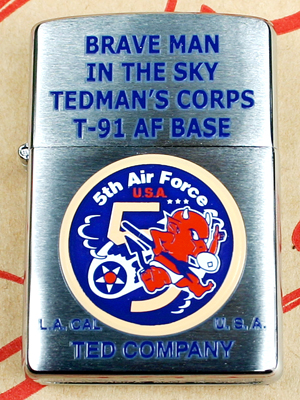 BRAVE MAN
IN THE SKY
TEDMAN'S CORPS
T-91 AF BASE
5th Air Force
U.S.A.
5
L.A. CAL U.S.A.
TED COMPANY